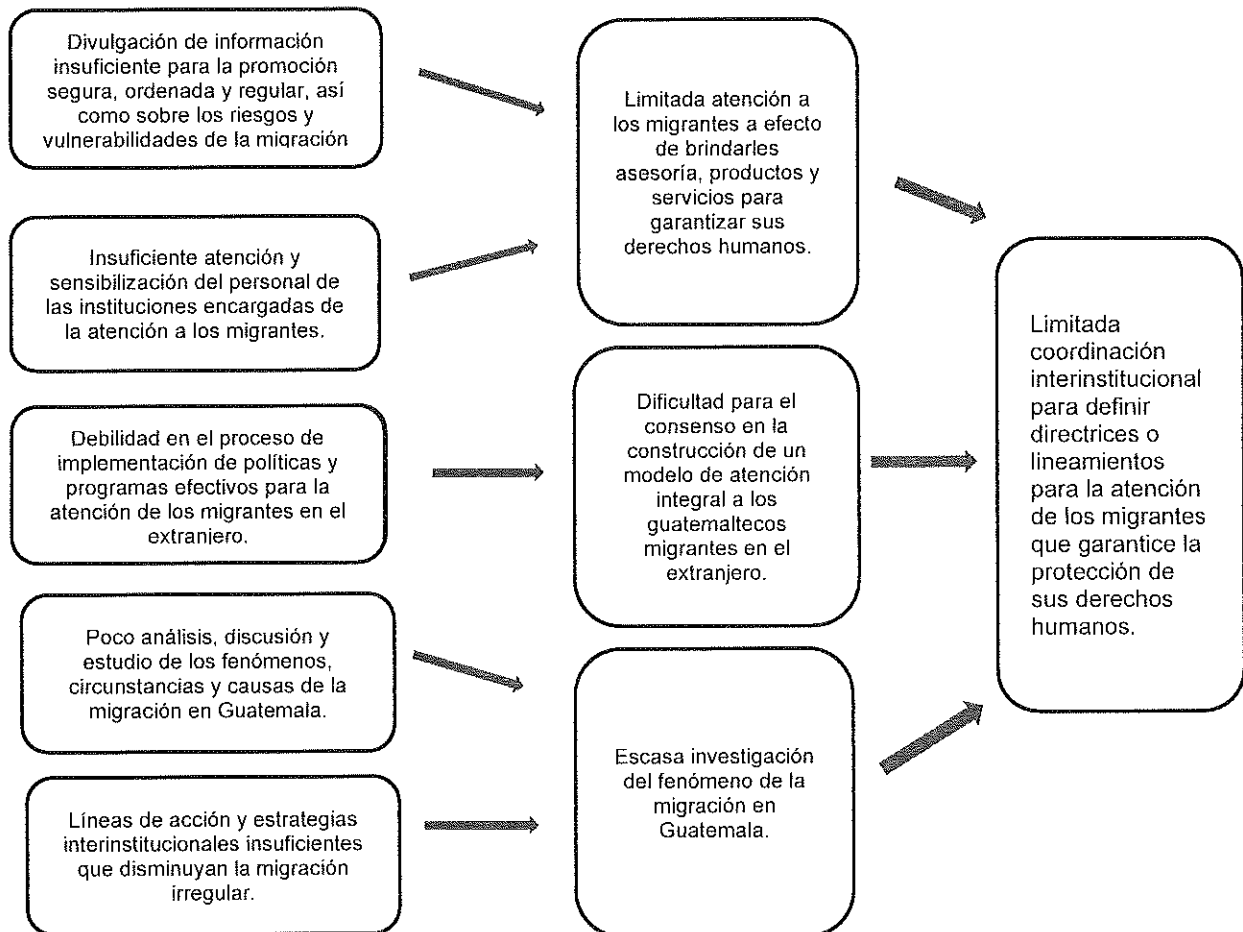 Divulgación de información
insuficiente para la promoción
segura, ordenada y regular, así
como sobre los riesgos y
vulnerabilidades de la migración
Insuficiente atención y
sensibilización del personal de
las instituciones encargadas de
la atención a los migrantes.
Debilidad en el proceso de
implementación de políticas y
programas efectivos para la
atención de los migrantes en el
extranjero.
Poco análisis, discusión y
estudio de los fenómenos,
circunstancias y causas de la
migración en Guatemala.
Líneas de acción y estrategias
interinstitucionales insuficientes
que disminuyan la migración
irregular.
Limitada atención a
los migrantes a efecto
de brindarles
asesoría, productos y
servicios para
garantizar sus
derechos humanos.
Dificultad para el
consenso en la
construcción de un
modelo de atención
integral a los
guatemaltecos
migrantes en el
extranjero.
Escasa investigación
del fenómeno de la
migración en
Guatemala.
Limitada
coordinación
interinstitucional
para definir
directrices o
lineamientos
para la atención
de los migrantes
que garantice la
protección de
sus derechos
humanos.